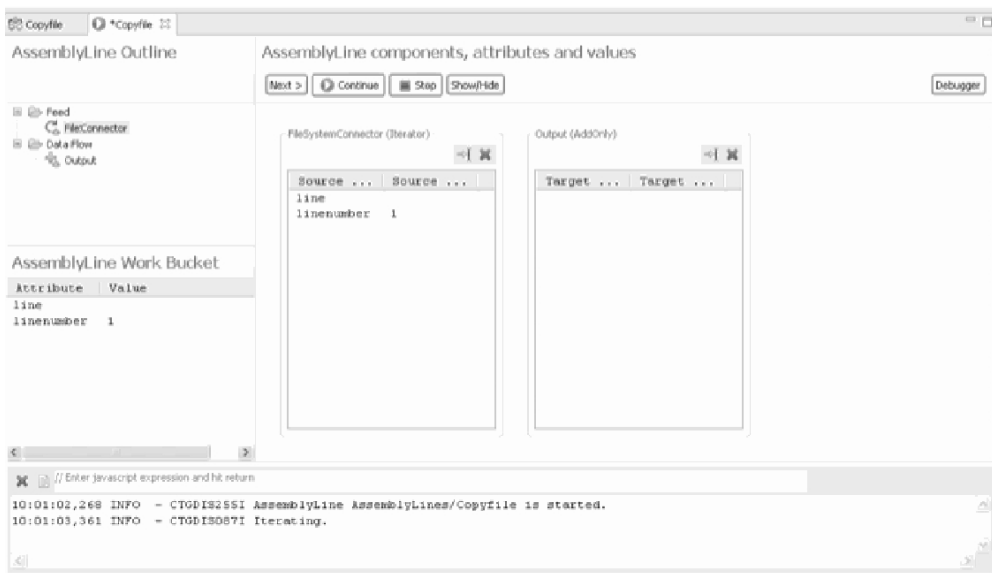 Copyfile
*Copyfile
AssemblyLine Outline
AssemblyLine components, attributes and values
Next >
Continue
Stop
Show/Hide
Debugger
Feed
FileConnector
Data Flow
Output
FileSystemConnector (Iterator)
Source ... Source ...
line
linenumber 1
Output (AddOnly)
Target ... Target ...
AssemblyLine Work Bucket
Attribute Value
line
linenumber 1
// Enter javascript expression and hit return
10:01:02,268 INFO - CTGDIS255I AssemblyLine AssemblyLines/Copyfile is started.
10:01:03,361 INFO - CTGDIS087I Iterating.